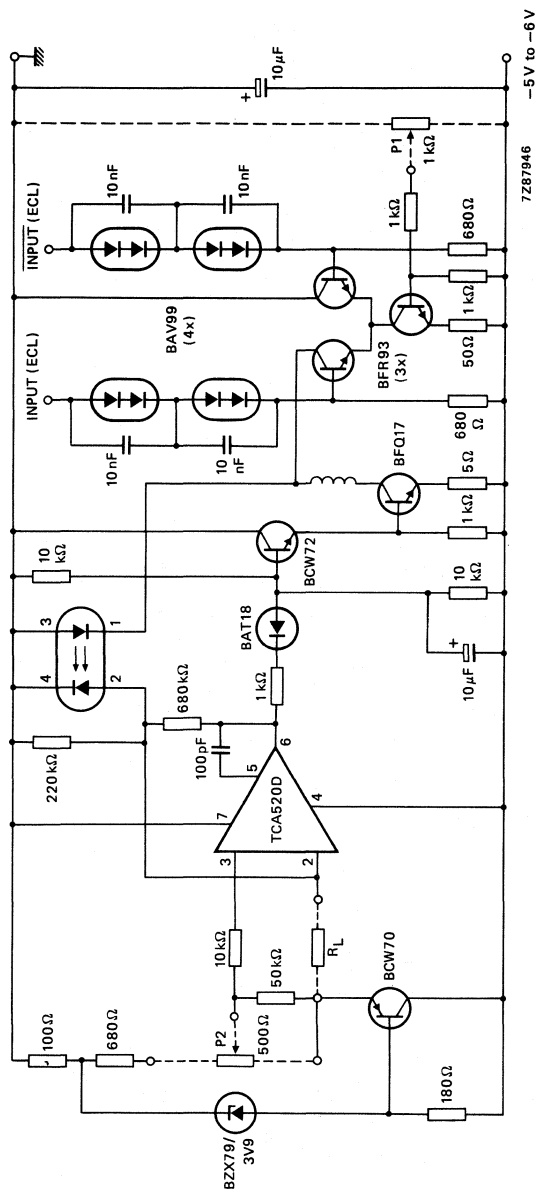 10 µF
+
−5 V to −6 V
7Z87946
P1
1 kΩ
1 kΩ
INPUT (ECL)
10 nF
10 nF
680 Ω
1 kΩ
50 Ω
BAV99
(4x)
BFR93
(3x)
INPUT (ECL)
10 nF
10
nF
680
Ω
BFQ17
5 Ω
1 kΩ
BCW72
10
kΩ
10
kΩ
BAT18
+
10 µF
3
1
4
2
1 kΩ
680 kΩ
100 pF
220 kΩ
6
5
7
4
TCA520D
3
2
10 kΩ
50 kΩ
RL
BCW70
P2
500 Ω
100 Ω
680 Ω
180 Ω
BZX79/
3V9